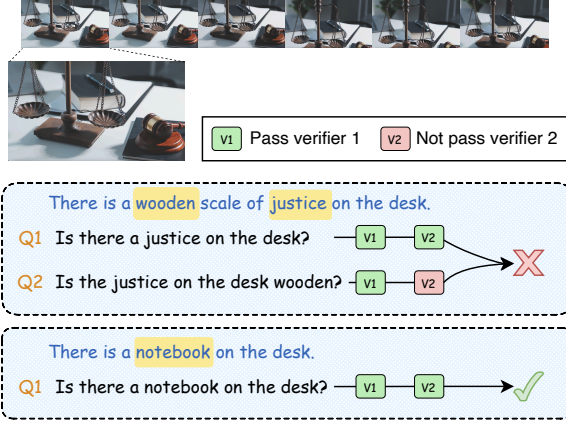 V1 Pass verifier 1 V2 Not pass verifier 2
There is a wooden scale of justice on the desk.
Q1 Is there a justice on the desk? V1 V2
Q2 Is the justice on the desk wooden? V1 V2
There is a notebook on the desk.
Q1 Is there a notebook on the desk? V1 V2